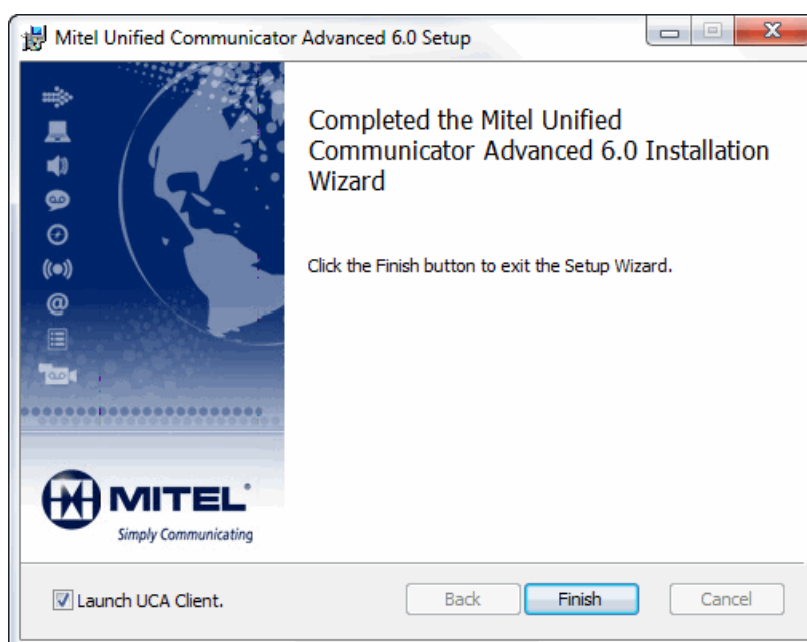 Mitel Unified Communicator Advanced 6.0 Setup
Completed the Mitel Unified
Communicator Advanced 6.0 Installation
Wizard
Click the Finish button to exit the Setup Wizard.
MITEL
Simply Communicating
Launch UCA Client.
Back
Finish
Cancel